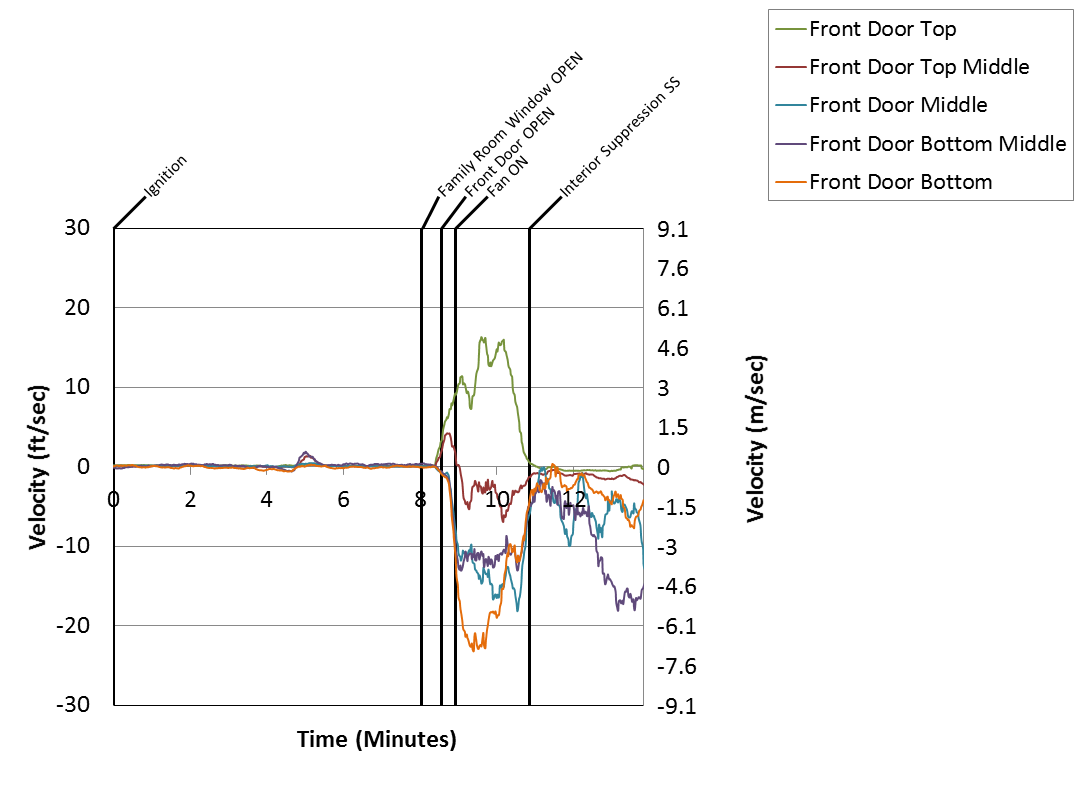 Front Door Top
Front Door Top Middle
Front Door Middle
Front Door Bottom Middle
Front Door Bottom
Ignition
Family Room Window OPEN
Front Door OPEN
Fan ON
Interior Suppression SS
30
20
10
0
-10
-20
-30
9.1
7.6
6.1
4.6
3
1.5
0
-1.5
-3
-4.6
-6.1
-7.6
-9.1
0
2
4
6
8
10
12
Velocity (ft/sec)
Velocity (m/sec)
Time (Minutes)